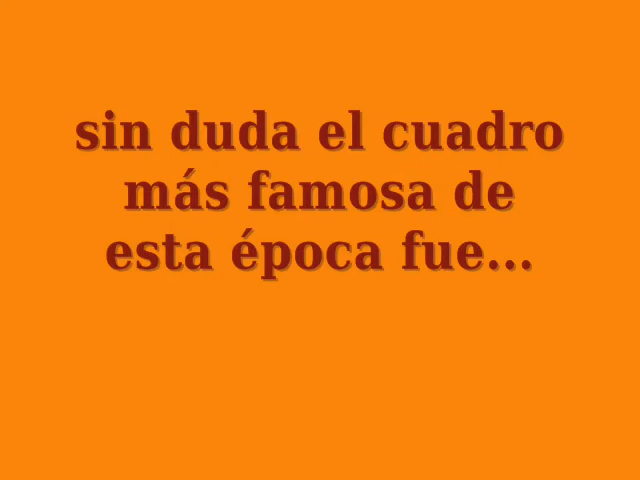 sin duda el cuadro
más famosa de
esta época fue...